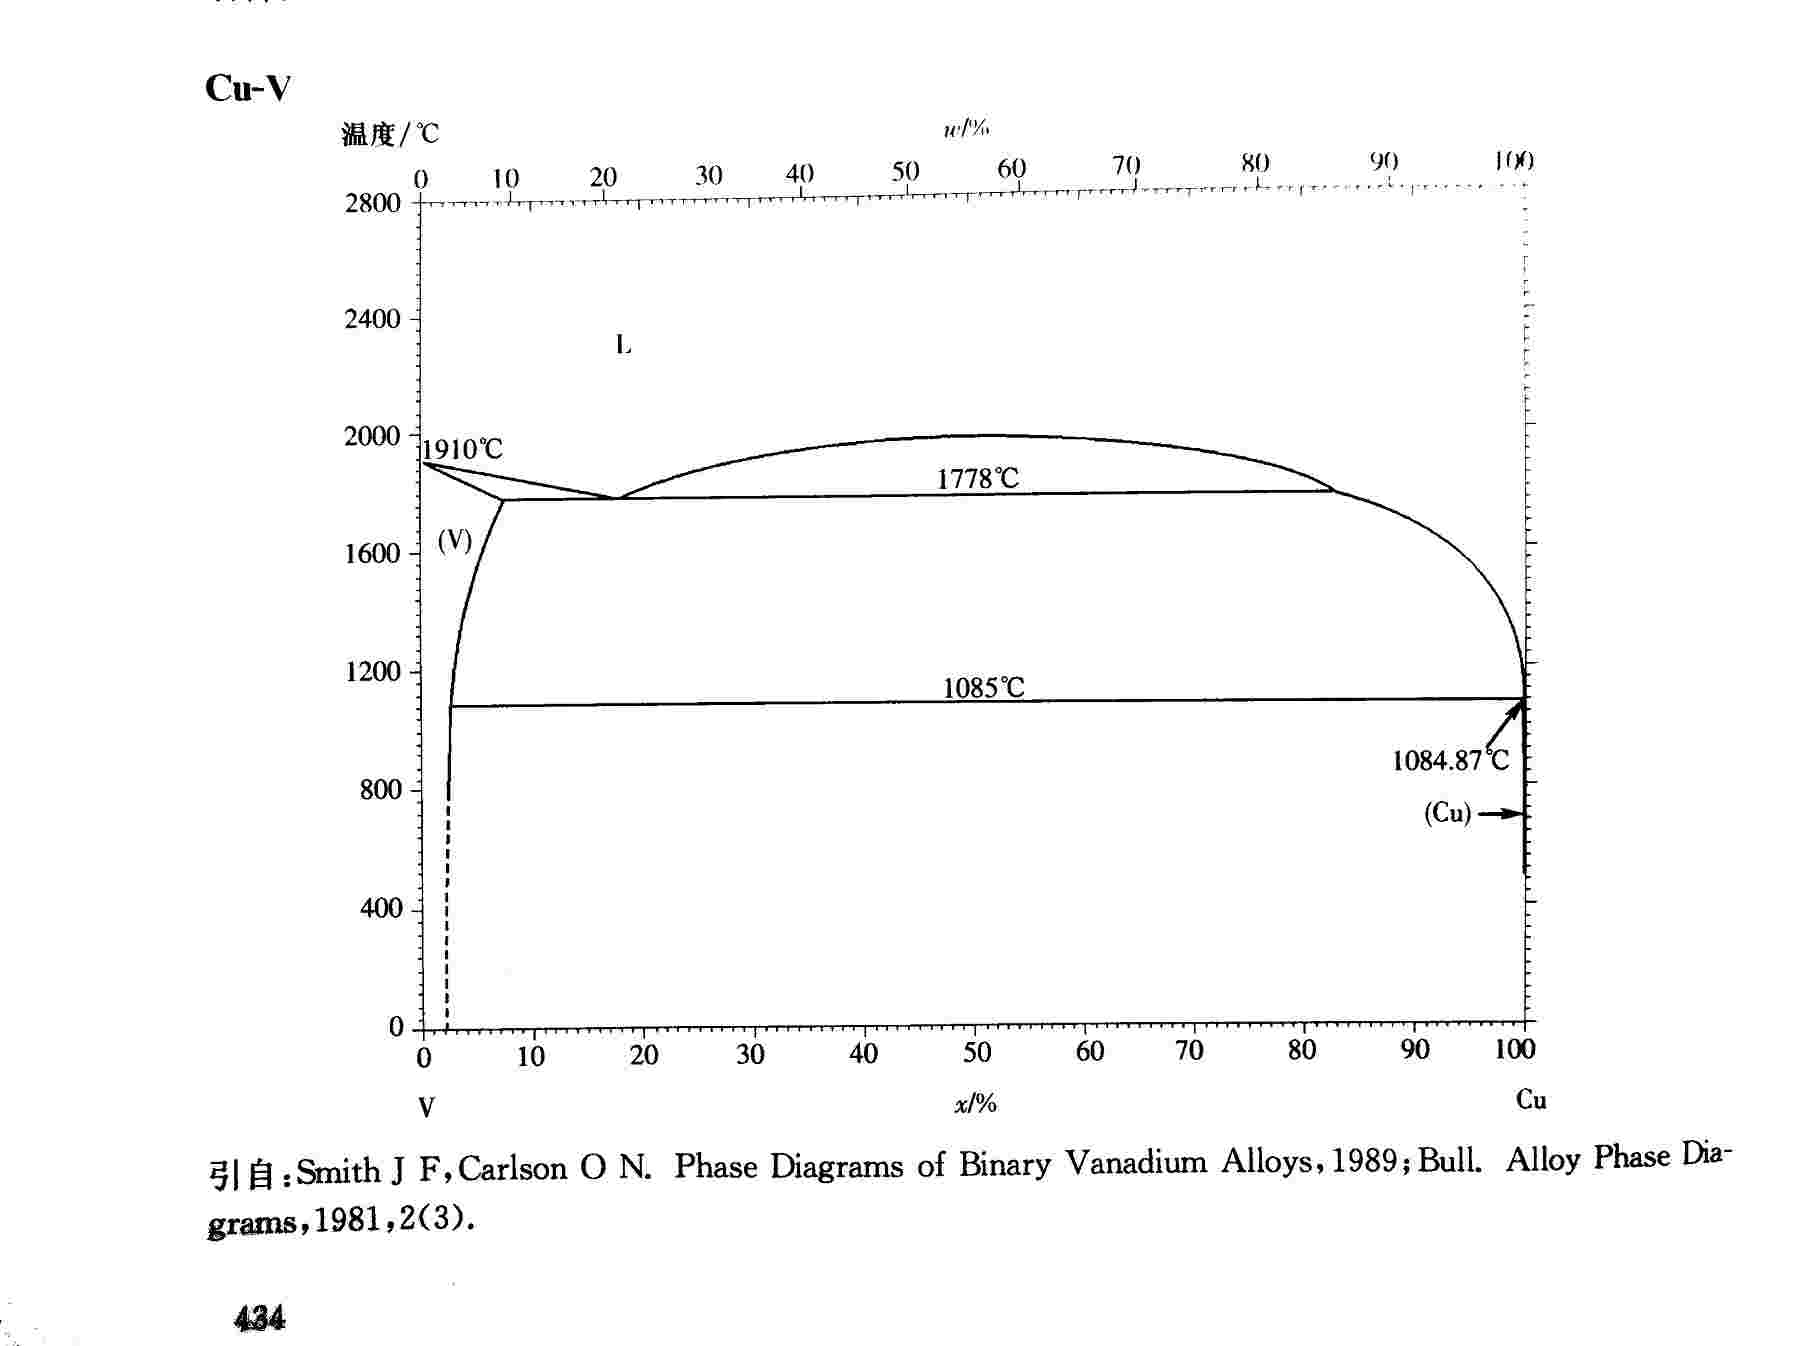 Cu-V
温度/℃
w/%
0 10 20 30 40 50 60 70 80 90 100
2800
2400
L
2000
1910℃
1778℃
(V)
1600
1200
1085℃
1084.87℃
800
(Cu)
400
0
0 10 20 30 40 50 60 70 80 90 100
V x/% Cu
引自:Smith J F,Carlson O N. Phase Diagrams of Binary Vanadium Alloys,1989;Bull. Alloy Phase Dia-
grams,1981,2(3).
434